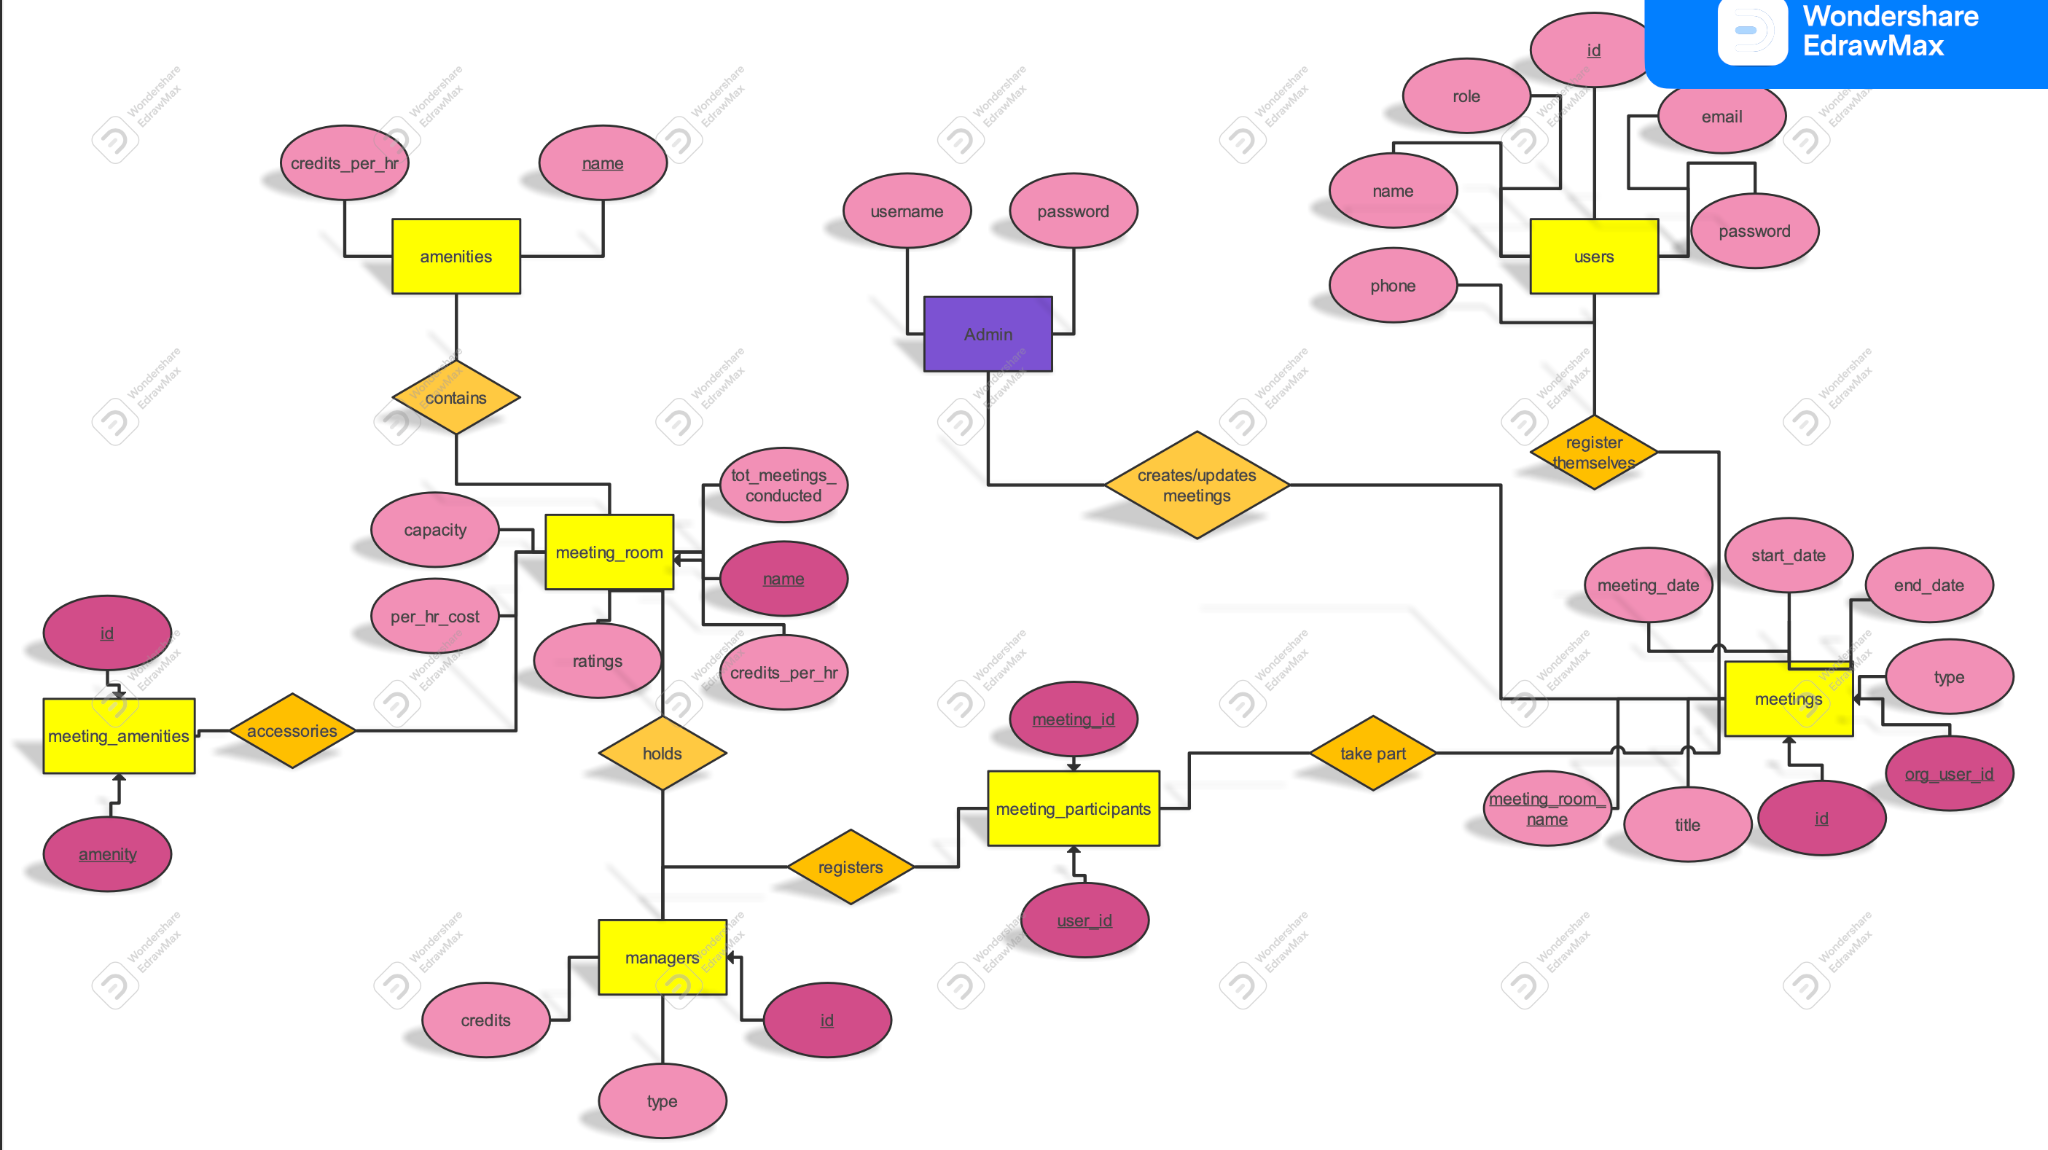 Wondershare
EdrawMax
id
role
email
credits_per_hr
name
username
password
name
password
amenities
users
phone
Admin
contains
register
themselves
creates/updates
meetings
tot_meetings_
conducted
capacity
meeting_room
name
start_date
meeting_date
end_date
per_hr_cost
id
ratings
credits_per_hr
type
meetings
meeting_id
meeting_amenities
accessories
holds
take part
org_user_id
meeting_participants
meeting_room_
name
title
id
amenity
registers
user_id
managers
credits
id
type